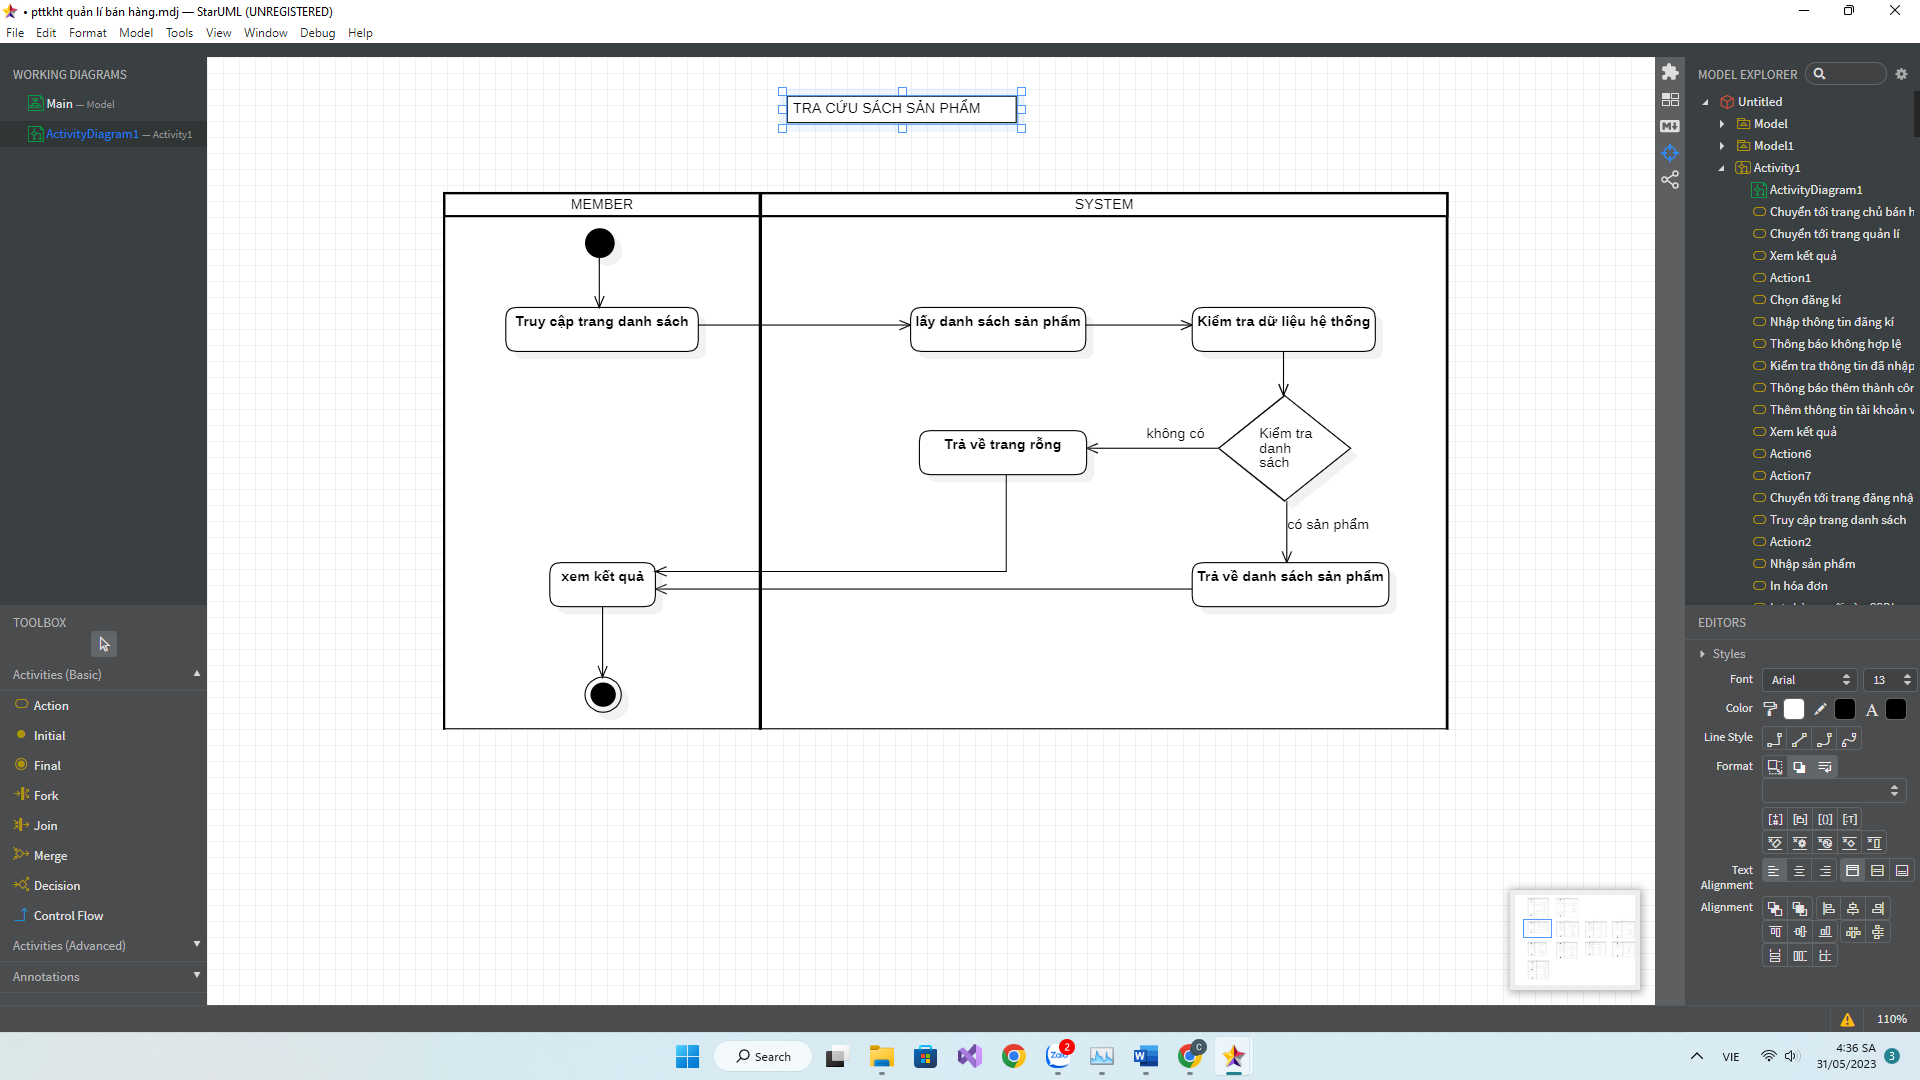 • pttkht quản lí bán hàng.mdj — StarUML (UNREGISTERED)
File Edit Format Model Tools View Window Debug Help
WORKING DIAGRAMS
Main — Model
ActivityDiagram1 — Activity1
TOOLBOX
Activities (Basic)
Action
Initial
Final
Fork
Join
Merge
Decision
Control Flow
Activities (Advanced)
Annotations
TRA CỨU SÁCH SẢN PHẨM
MEMBER
SYSTEM
Truy cập trang danh sách
lấy danh sách sản phẩm
Kiểm tra dữ liệu hệ thống
Kiểm tra
danh
sách
không có
Trả về trang rỗng
có sản phẩm
Trả về danh sách sản phẩm
xem kết quả
MODEL EXPLORER
Untitled
Model
Model1
Activity1
ActivityDiagram1
Chuyển tới trang chủ bán h
Chuyển tới trang quản lí
Xem kết quả
Action1
Chọn đăng kí
Nhập thông tin đăng kí
Thông báo không hợp lệ
Kiểm tra thông tin đã nhập
Thông báo thêm thành côn
Thêm thông tin tài khoản v
Xem kết quả
Action6
Action7
Chuyển tới trang đăng nhậ
Truy cập trang danh sách
Action2
Nhập sản phẩm
In hóa đơn
EDITORS
Styles
Font Arial 13
Color
Line Style
Format
Text
Alignment
Alignment
110%
Search
Zalo
2
C
VIE
4:36 SA
31/05/2023
3